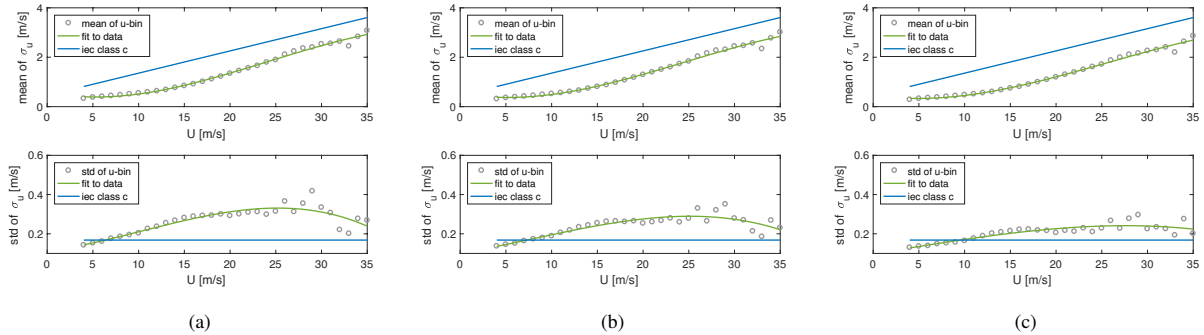 mean of σu [m/s]
4
2
0
mean of u-bin
fit to data
iec class c
0 5 10 15 20 25 30 35
U [m/s]
mean of σu [m/s]
4
2
0
mean of u-bin
fit to data
iec class c
0 5 10 15 20 25 30 35
U [m/s]
mean of σu [m/s]
4
2
0
mean of u-bin
fit to data
iec class c
0 5 10 15 20 25 30 35
U [m/s]
std of σu [m/s]
0.6
0.4
0.2
std of u-bin
fit to data
iec class c
0 5 10 15 20 25 30 35
U [m/s]
std of σu [m/s]
0.6
0.4
0.2
std of u-bin
fit to data
iec class c
0 5 10 15 20 25 30 35
U [m/s]
std of σu [m/s]
0.6
0.4
0.2
std of u-bin
fit to data
iec class c
0 5 10 15 20 25 30 35
U [m/s]
(a) (b) (c)